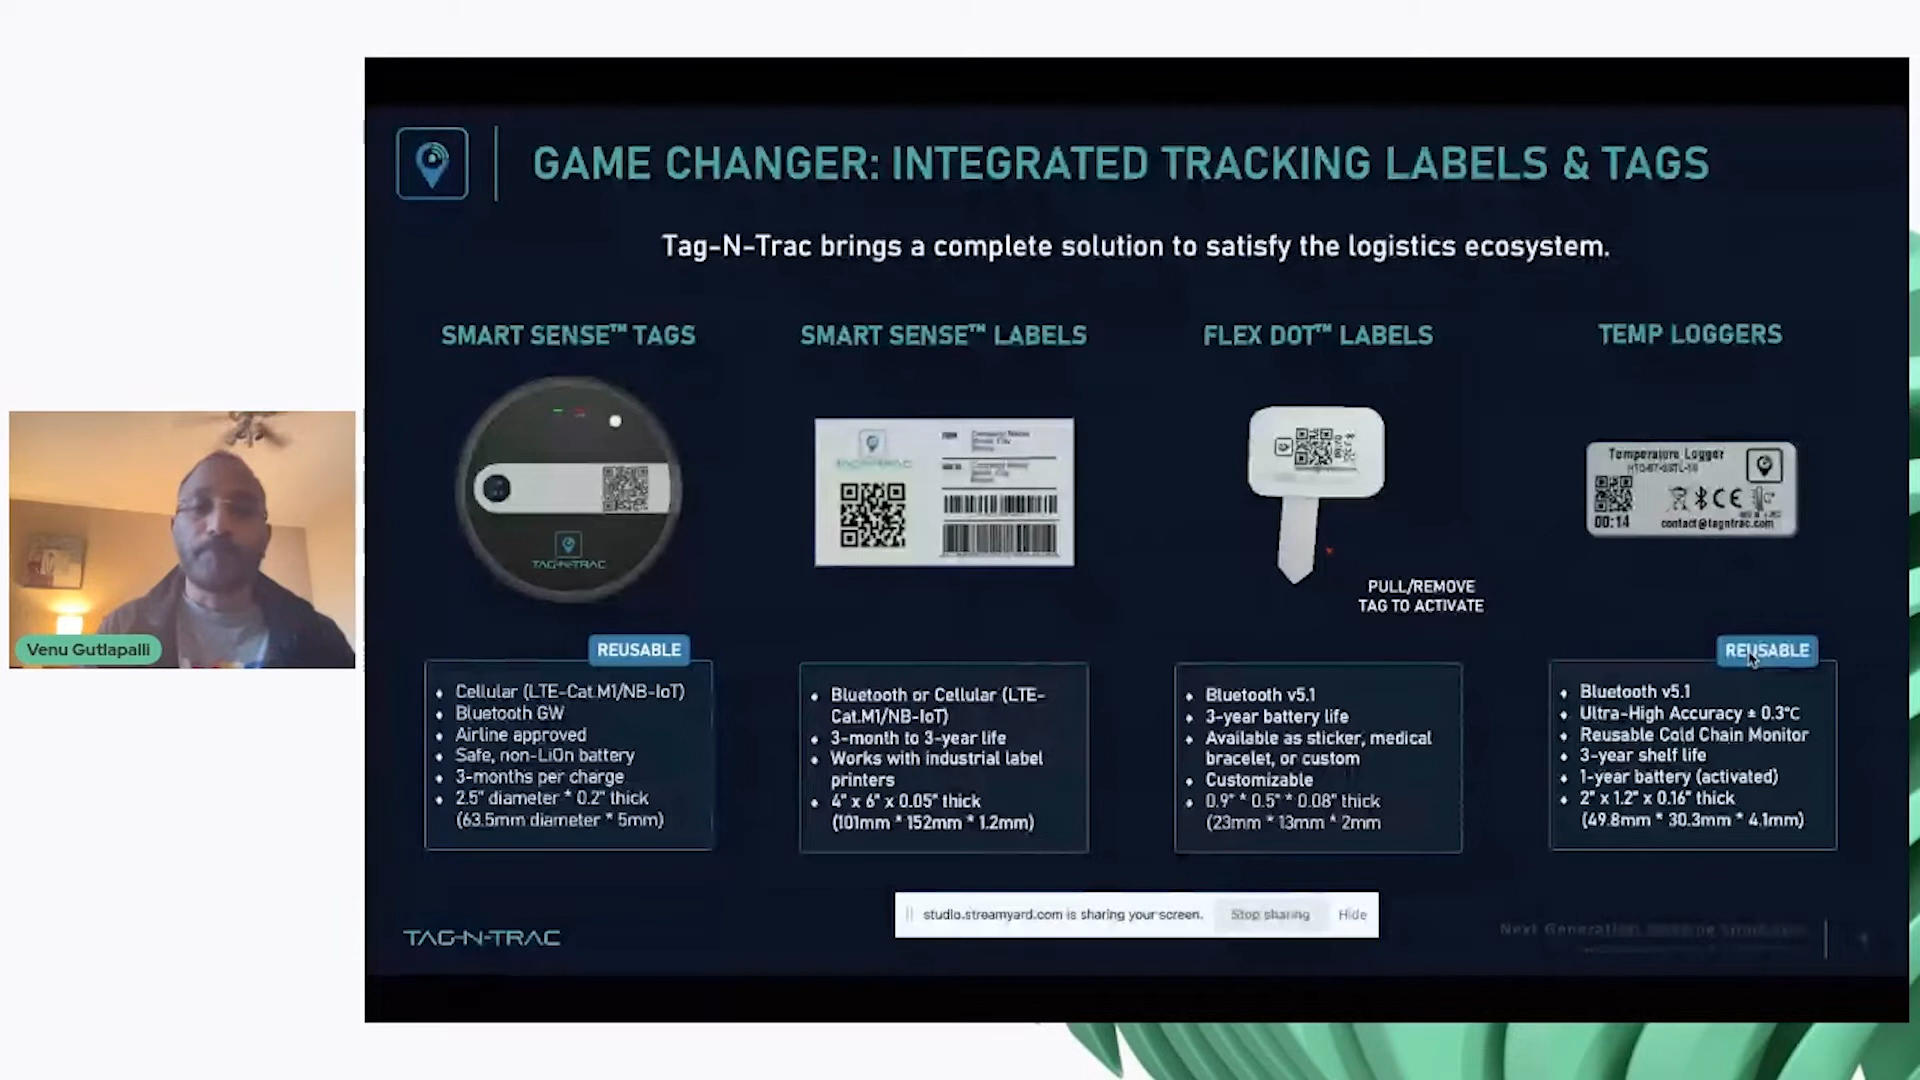 GAME CHANGER: INTEGRATED TRACKING LABELS & TAGS
Tag-N-Trac brings a complete solution to satisfy the logistics ecosystem.
SMART SENSE™ TAGS
TAG-N-TRAC
REUSABLE
• Cellular (LTE-Cat.M1/NB-IoT)
• Bluetooth GW
• Airline approved
• Safe, non-LiOn battery
• 3-months per charge
• 2.5" diameter * 0.2" thick
(63.5mm diameter * 5mm)
SMART SENSE™ LABELS
TAG-N-TRAC
• Bluetooth or Cellular (LTE-
Cat.M1/NB-IoT)
• 3-month to 3-year life
• Works with industrial label
printers
• 4" x 6" x 0.05" thick
(101mm * 152mm * 1.2mm)
FLEX DOT™ LABELS
PULL/REMOVE
TAG TO ACTIVATE
• Bluetooth v5.1
• 3-year battery life
• Available as sticker, medical
bracelet, or custom
• Customizable
• 0.9" * 0.5" * 0.08" thick
(23mm * 13mm * 2mm
TEMP LOGGERS
Temperature Logger
CE
00:14
contact@tagntrac.com
REUSABLE
• Bluetooth v5.1
• Ultra-High Accuracy ± 0.3°C
• Reusable Cold Chain Monitor
• 3-year shelf life
• 1-year battery (activated)
• 2" x 1.2" x 0.16" thick
(49.8mm * 30.3mm * 4.1mm)
Venu Gutlapalli
studio.streamyard.com is sharing your screen.
Stop sharing
Hide
TAG-N-TRAC
Next Generation